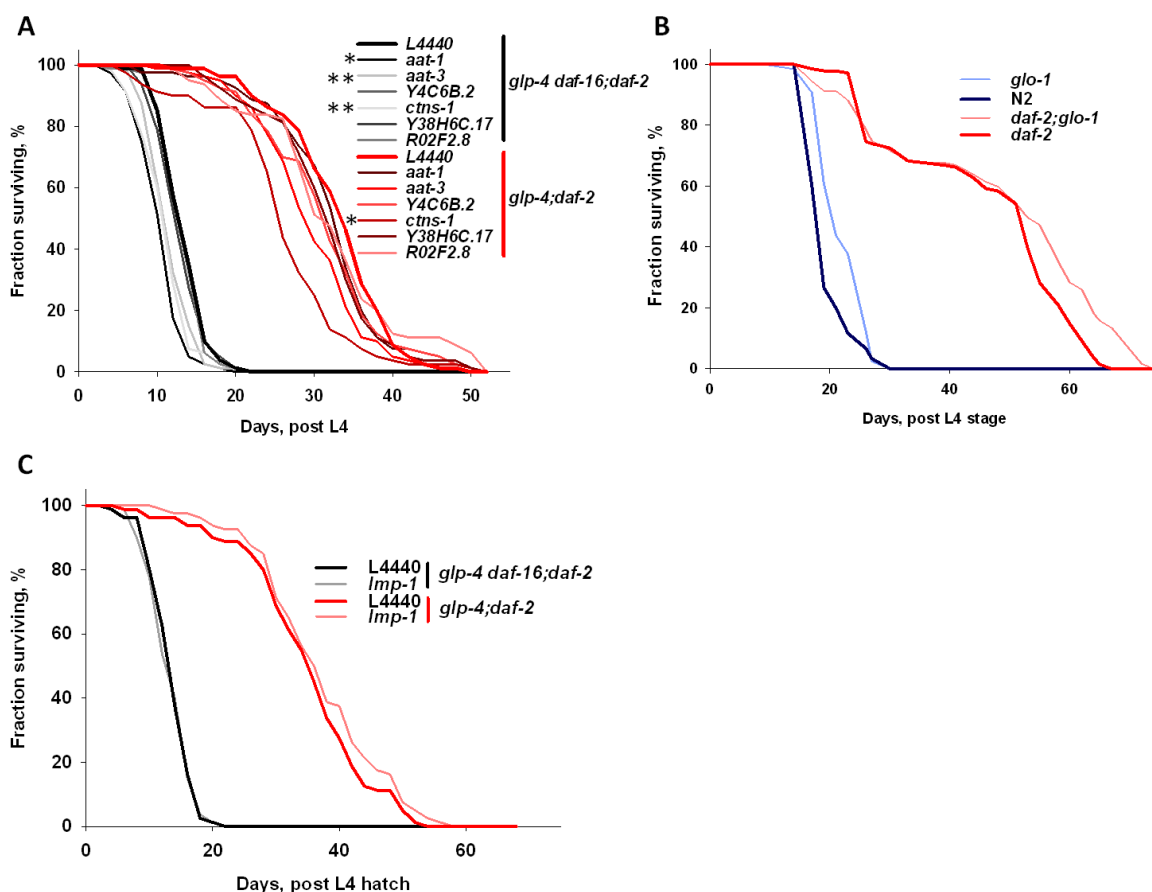 A
B
Fraction surviving, %
100
80
60
40
20
0
0 10 20 30 40 50
Days, post L4
L4440
* aat-1
** aat-3
Y4C6B.2
** ctns-1
Y38H6C.17
R02F2.8
glp-4 daf-16;daf-2
L4440
aat-1
aat-3
Y4C6B.2
* ctns-1
Y38H6C.17
R02F2.8
glp-4;daf-2
Fraction surviving, %
100
80
60
40
20
0
0 20 40 60
Days, post L4 stage
glo-1
N2
daf-2;glo-1
daf-2
C
Fraction surviving, %
100
80
60
40
20
0
0 20 40 60
Days, post L4 hatch
L4440
lmp-1
glp-4 daf-16;daf-2
L4440
lmp-1
glp-4;daf-2